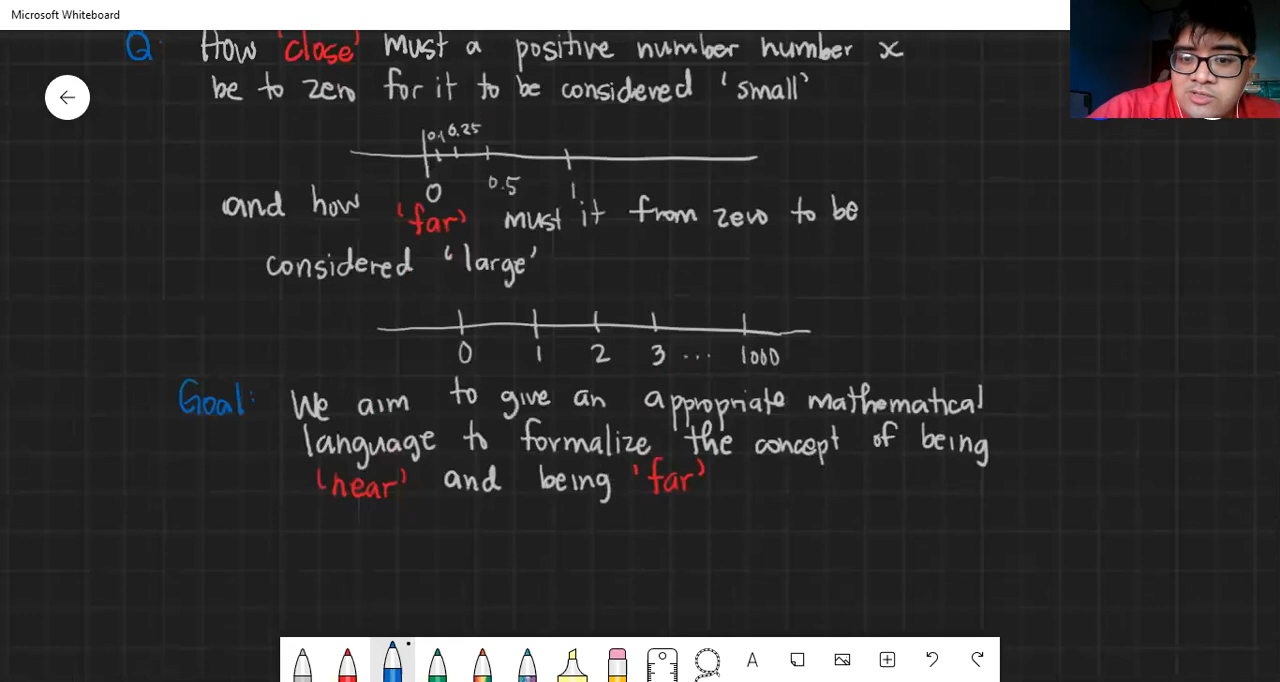 Microsoft Whiteboard
Q: How 'close' must a positive number number x
be to zero for it to be considered 'small'
0.1 0.25
0 0.5 1
and how 'far' must it from zero to be
considered 'large'
0 1 2 3 ... 1000
Goal: We aim to give an appropriate mathematical
language to formalize the concept of being
'near' and being 'far'
A